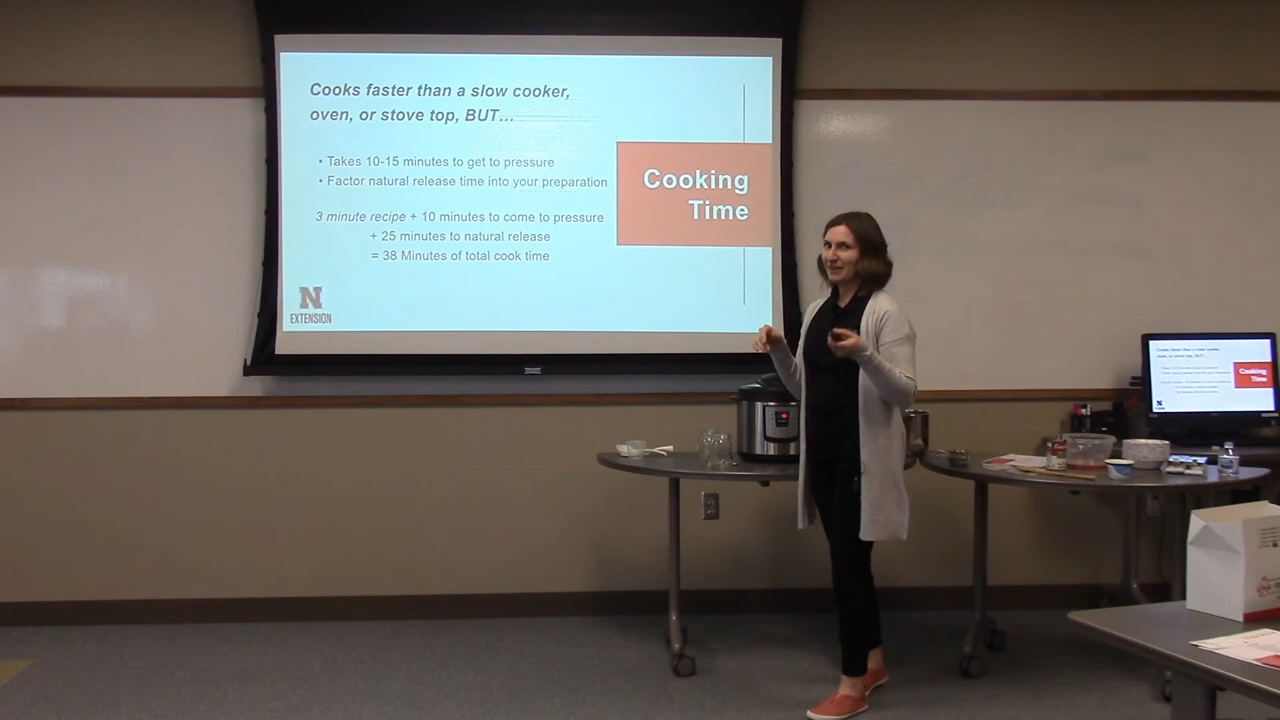 Cooks faster than a slow cooker,
oven, or stove top, BUT...
• Takes 10-15 minutes to get to pressure
• Factor natural release time into your preparation
3 minute recipe + 10 minutes to come to pressure
+ 25 minutes to natural release
= 38 Minutes of total cook time
Cooking
Time
N
EXTENSION
Cooking
Time
N